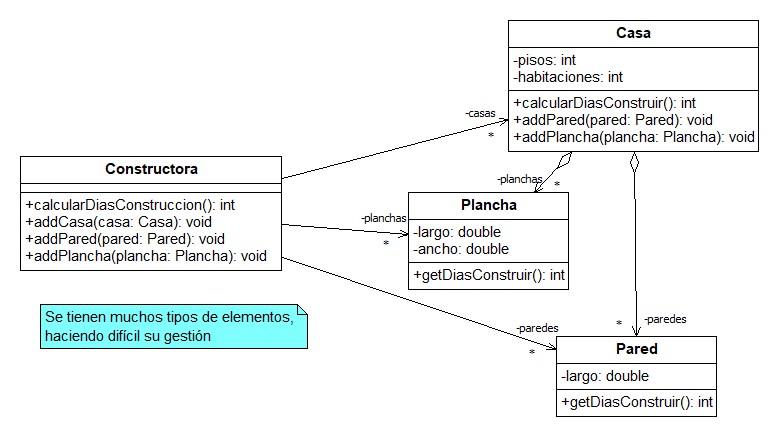 Casa
-pisos: int
-habitaciones: int
+calcularDiasConstruir(): int
+addPared(pared: Pared): void
+addPlancha(plancha: Plancha): void
-casas
*
Constructora
+calcularDiasConstruccion(): int
+addCasa(casa: Casa): void
+addPared(pared: Pared): void
+addPlancha(plancha: Plancha): void
-planchas
*
-planchas
*
Plancha
-largo: double
-ancho: double
+getDiasConstruir(): int
Se tienen muchos tipos de elementos,
haciendo difícil su gestión
-paredes
*
* -paredes
Pared
-largo: double
+getDiasConstruir(): int